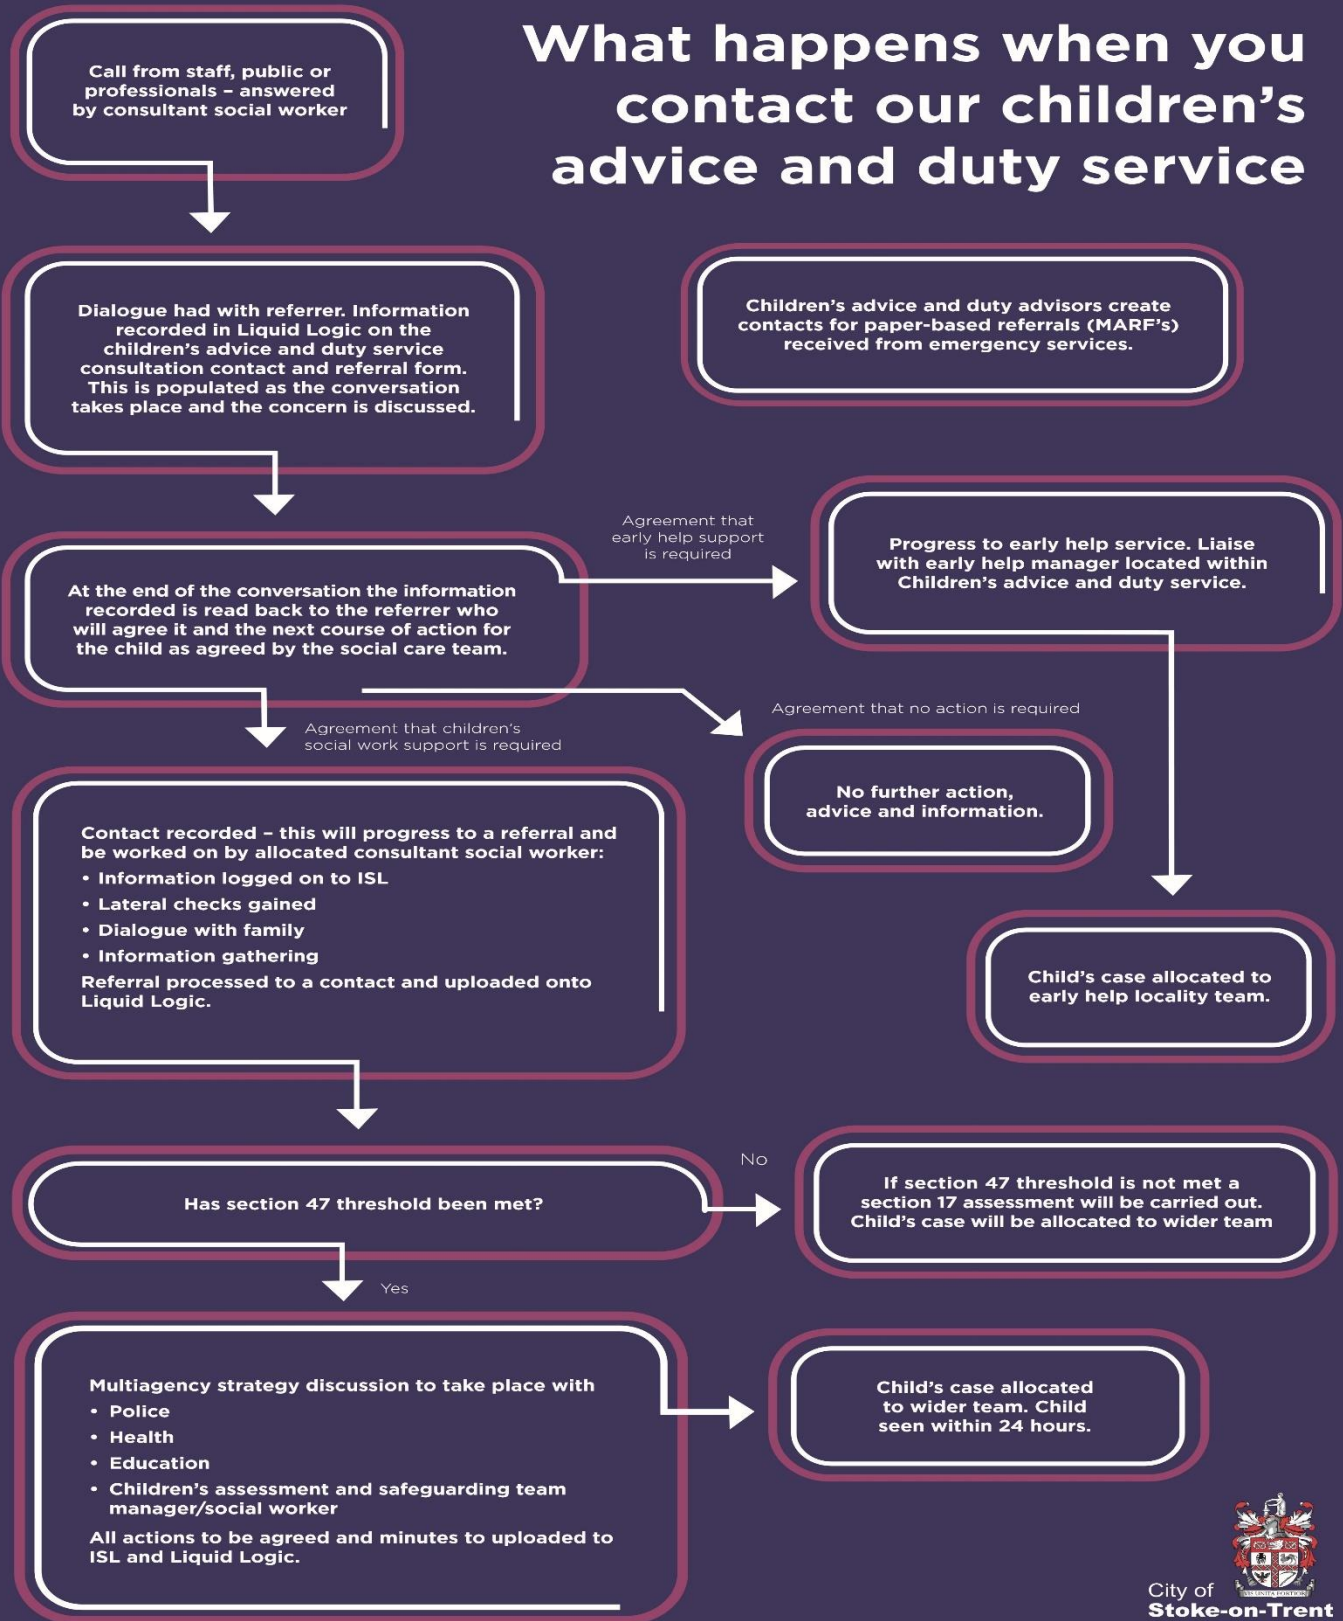 What happens when you
contact our children's
advice and duty service
Call from staff, public or
professionals – answered
by consultant social worker
Dialogue had with referrer. Information
recorded in Liquid Logic on the
children's advice and duty service
consultation contact and referral form.
This is populated as the conversation
takes place and the concern is discussed.
Children's advice and duty advisors create
contacts for paper-based referrals (MARF's)
received from emergency services.
At the end of the conversation the information
recorded is read back to the referrer who
will agree it and the next course of action for
the child as agreed by the social care team.
Agreement that
early help support
is required
Progress to early help service. Liaise
with early help manager located within
Children's advice and duty service.
Agreement that children's
social work support is required
Agreement that no action is required
No further action,
advice and information.
Child's case allocated to
early help locality team.
Contact recorded – this will progress to a referral and
be worked on by allocated consultant social worker:
• Information logged on to ISL
• Lateral checks gained
• Dialogue with family
• Information gathering
Referral processed to a contact and uploaded onto
Liquid Logic.
Has section 47 threshold been met?
No
If section 47 threshold is not met a
section 17 assessment will be carried out.
Child's case will be allocated to wider team
Yes
Multiagency strategy discussion to take place with
• Police
• Health
• Education
• Children's assessment and safeguarding team
manager/social worker
All actions to be agreed and minutes to uploaded to
ISL and Liquid Logic.
Child's case allocated
to wider team. Child
seen within 24 hours.
City of
Stoke-on-Trent